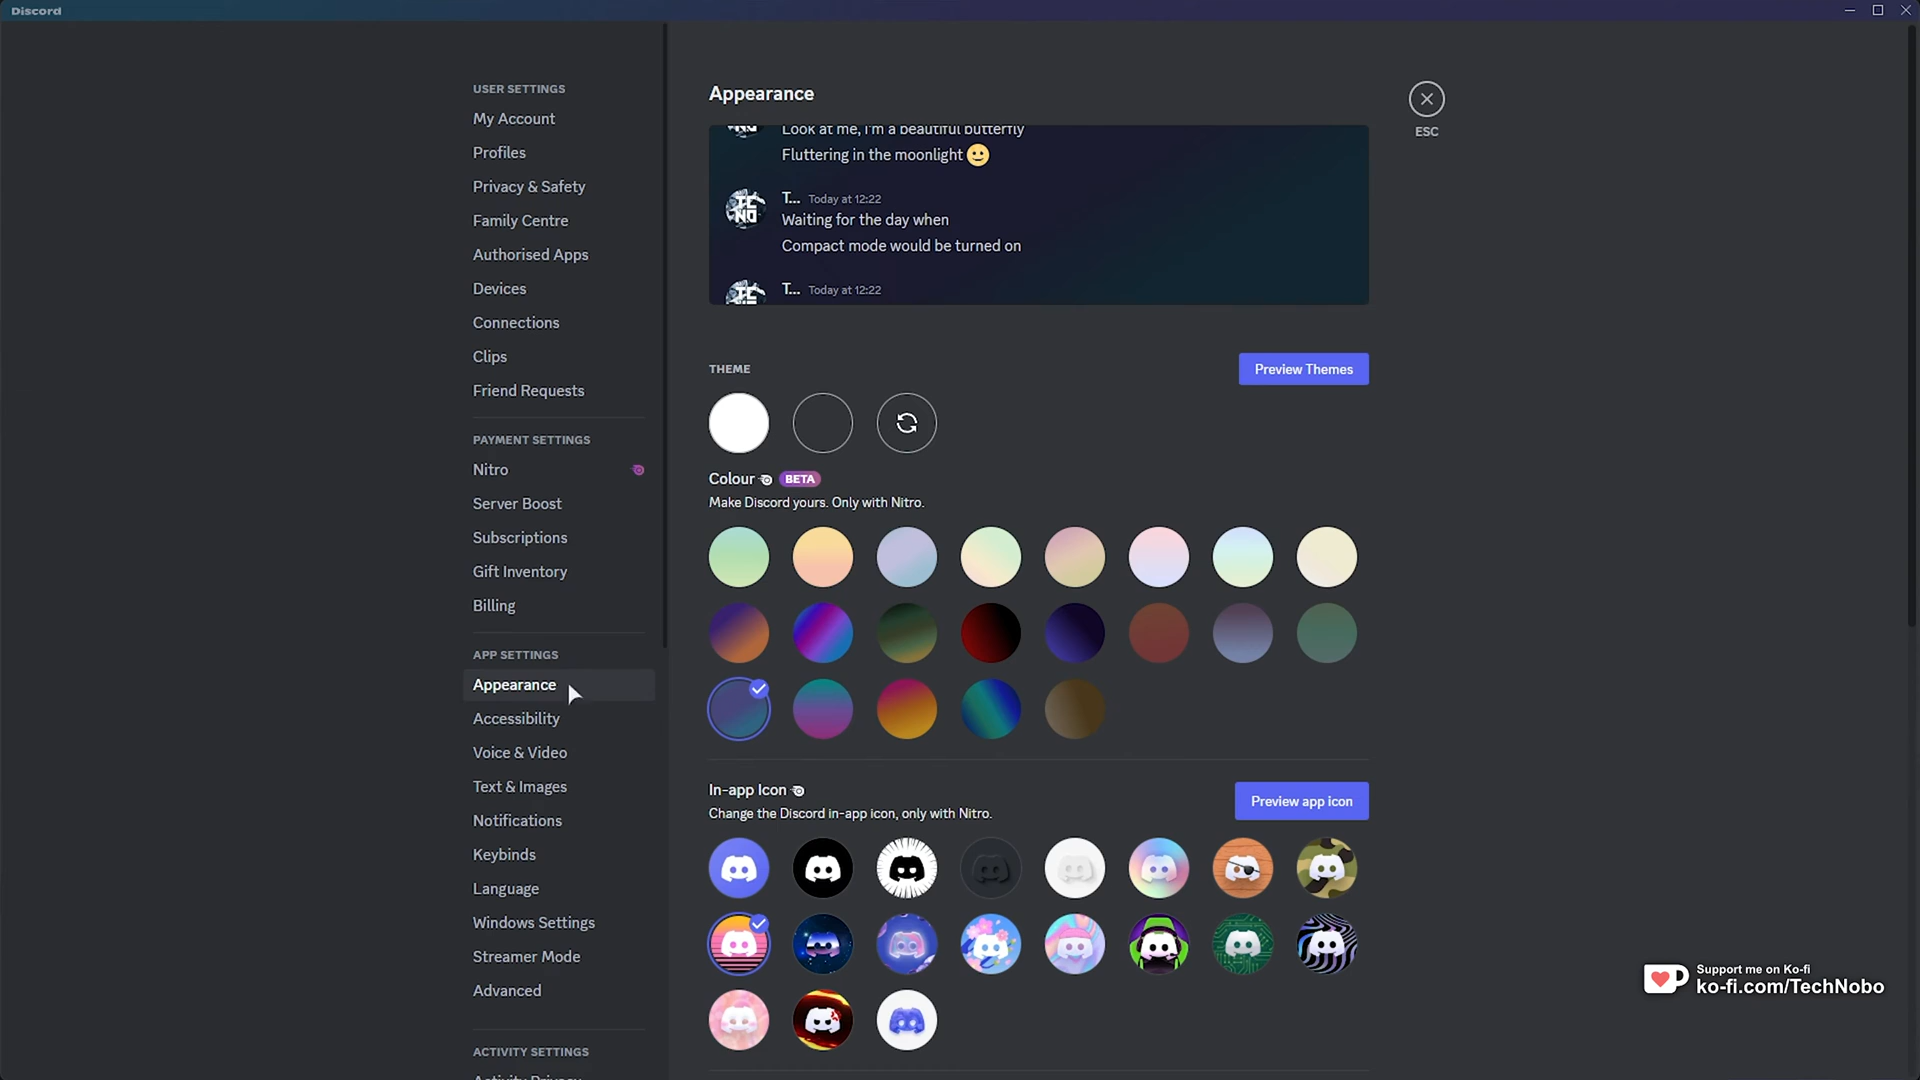 Discord
USER SETTINGS
My Account
Profiles
Privacy & Safety
Family Centre
Authorised Apps
Devices
Connections
Clips
Friend Requests
PAYMENT SETTINGS
Nitro
Server Boost
Subscriptions
Gift Inventory
Billing
APP SETTINGS
Appearance
Accessibility
Voice & Video
Text & Images
Notifications
Keybinds
Language
Windows Settings
Streamer Mode
Advanced
ACTIVITY SETTINGS
Activity Privacy
Appearance
ESC
Look at me, I'm a beautiful butterfly
Fluttering in the moonlight
T... Today at 12:22
Waiting for the day when
Compact mode would be turned on
T... Today at 12:22
THEME
Preview Themes
Colour BETA
Make Discord yours. Only with Nitro.
In-app Icon
Change the Discord in-app icon, only with Nitro.
Preview app icon
Support me on Ko-fi
ko-fi.com/TechNobo